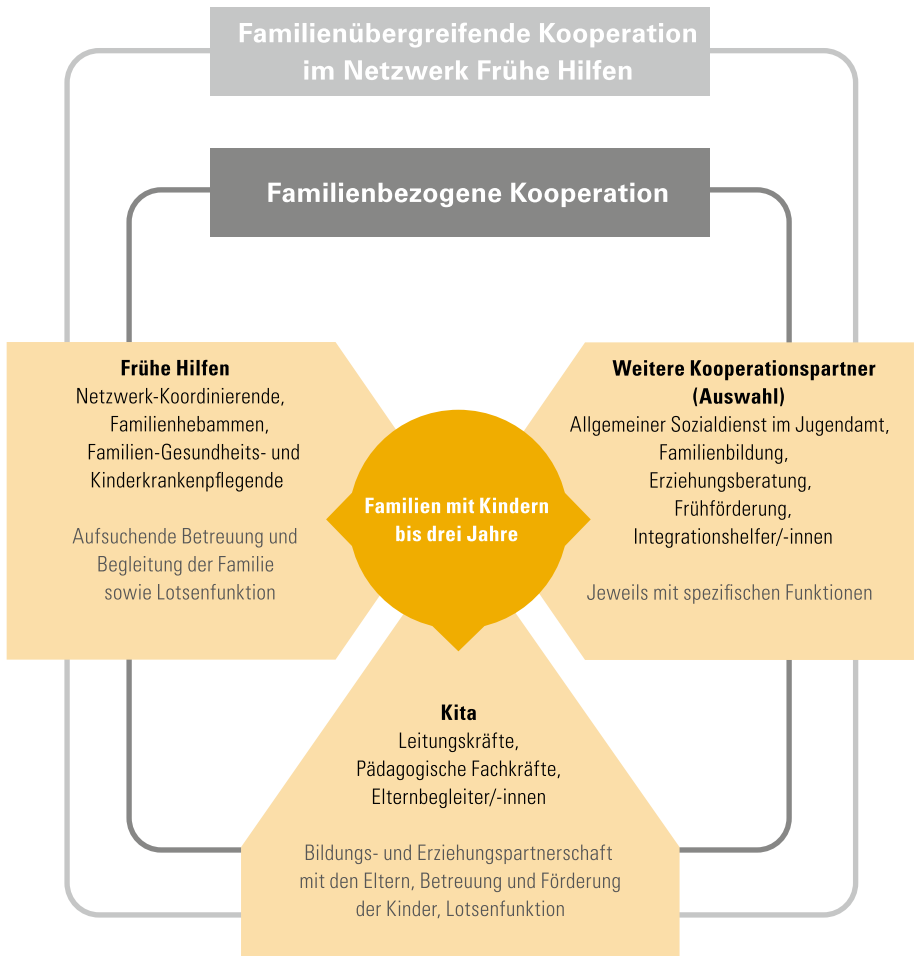 Familienübergreifende Kooperation
im Netzwerk Frühe Hilfen
Familienbezogene Kooperation
Frühe Hilfen
Netzwerk-Koordinierende,
Familienhebammen,
Familien-Gesundheits- und
Kinderkrankenpflegende
Aufsuchende Betreuung und
Begleitung der Familie
sowie Lotsenfunktion
Familien mit Kindern
bis drei Jahre
Weitere Kooperationspartner
(Auswahl)
Allgemeiner Sozialdienst im Jugendamt,
Familienbildung,
Erziehungsberatung,
Frühförderung,
Integrationshelfer/-innen
Jeweils mit spezifischen Funktionen
Kita
Leitungskräfte,
Pädagogische Fachkräfte,
Elternbegleiter/-innen
Bildungs- und Erziehungspartnerschaft
mit den Eltern, Betreuung und Förderung
der Kinder, Lotsenfunktion